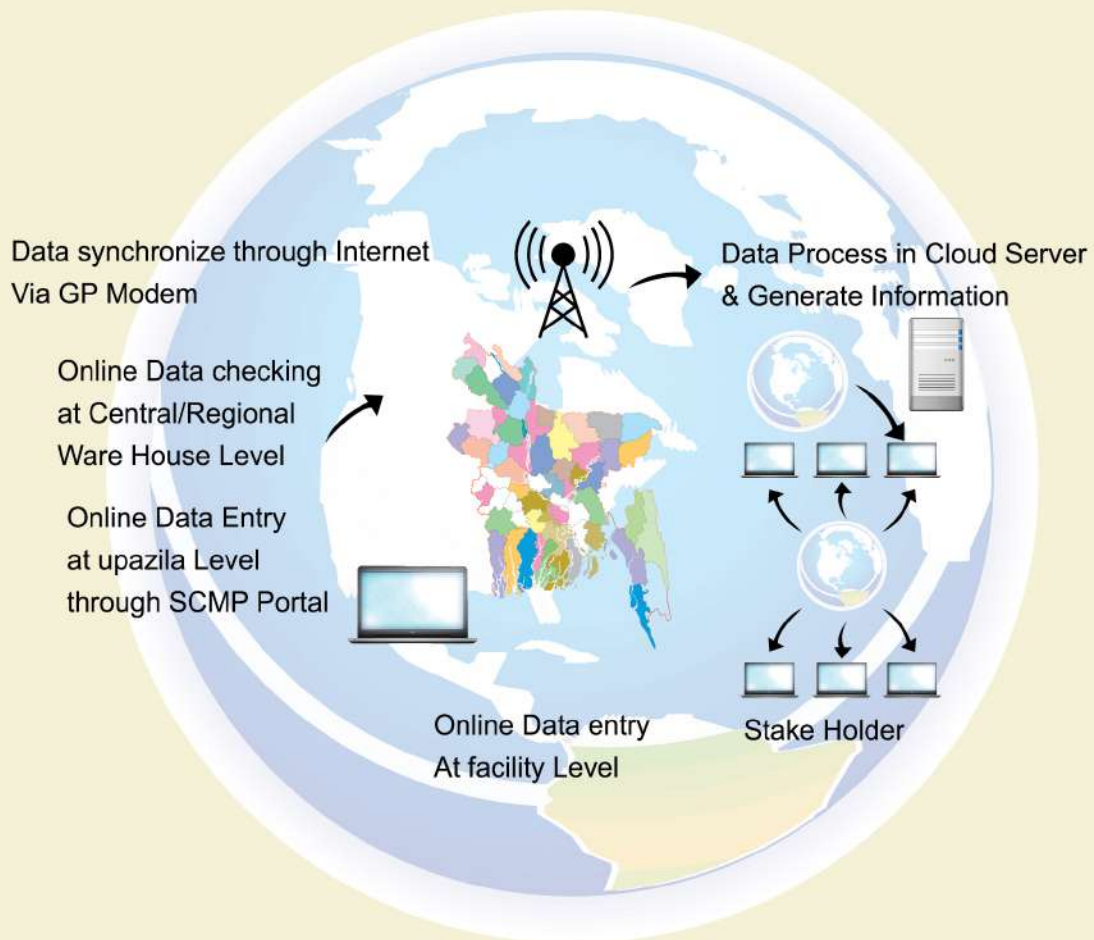 Data synchronize through Internet
Via GP Modem
Data Process in Cloud Server
& Generate Information
Online Data checking
at Central/Regional
Ware House Level
Online Data Entry
at upazila Level
through SCMP Portal
Online Data entry
At facility Level
Stake Holder